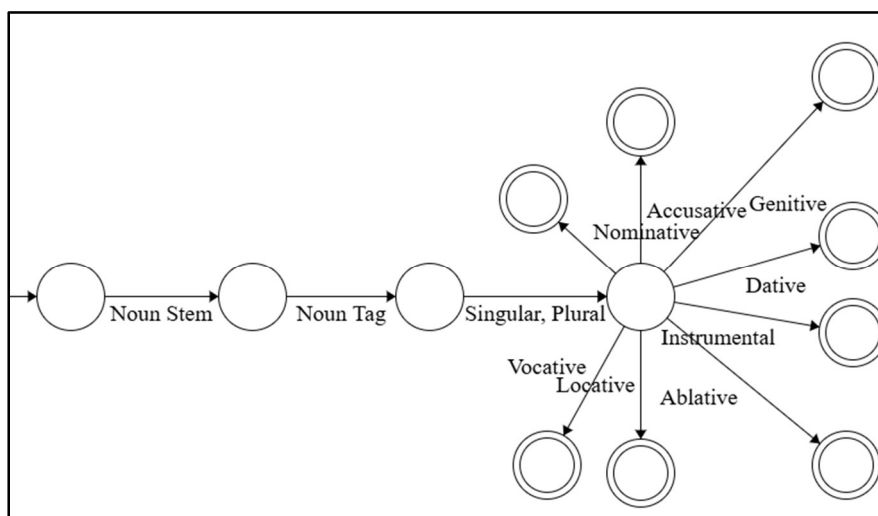 Accusative Genitive
Nominative
Dative
Noun Stem Noun Tag Singular, Plural
Instrumental
Vocative
Locative
Ablative